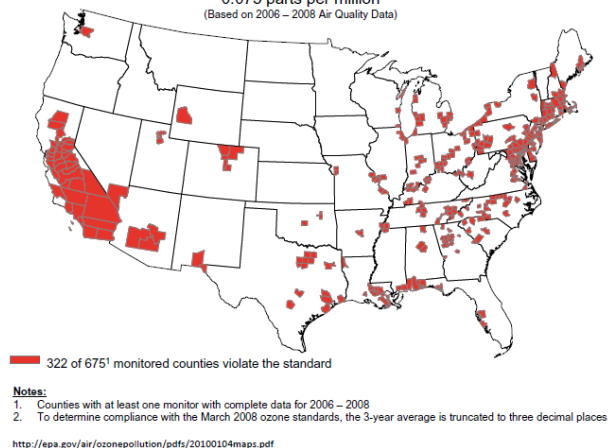 0.075 parts per million
(Based on 2006 – 2008 Air Quality Data)
322 of 675¹ monitored counties violate the standard
Notes:
1. Counties with at least one monitor with complete data for 2006 – 2008
2. To determine compliance with the March 2008 ozone standards, the 3-year average is truncated to three decimal places
http://epa.gov/air/ozonepollution/pdfs/20100104maps.pdf